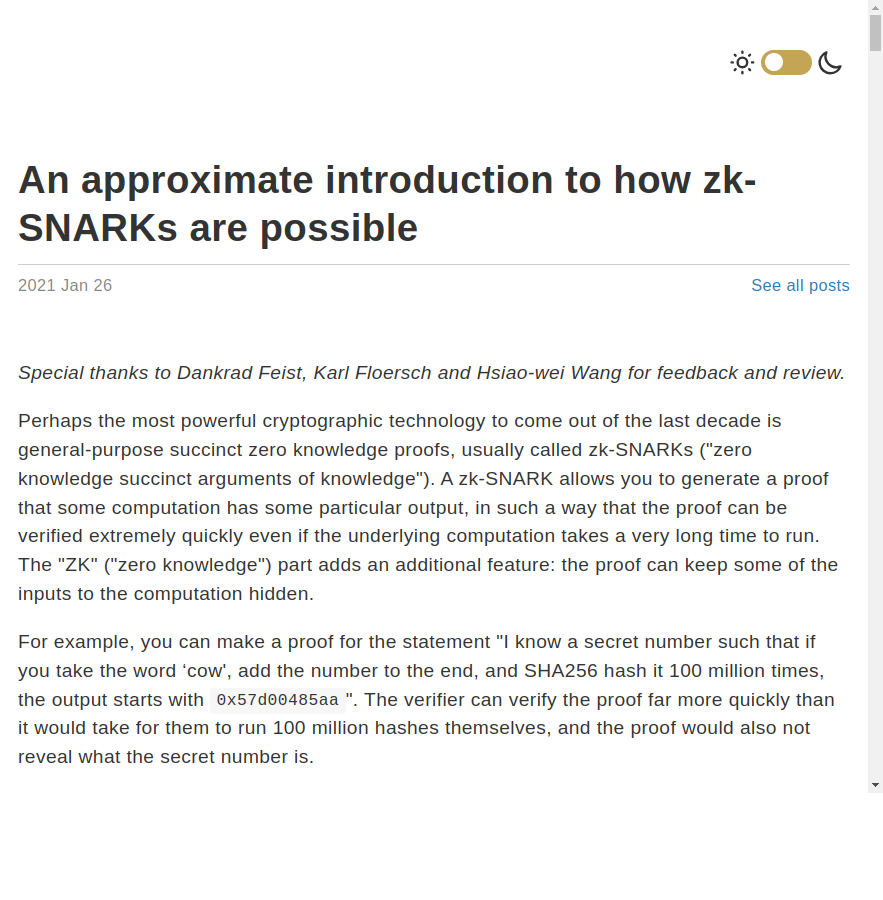 An approximate introduction to how zk-
SNARKs are possible
2021 Jan 26
See all posts
Special thanks to Dankrad Feist, Karl Floersch and Hsiao-wei Wang for feedback and review.
Perhaps the most powerful cryptographic technology to come out of the last decade is
general-purpose succinct zero knowledge proofs, usually called zk-SNARKs ("zero
knowledge succinct arguments of knowledge"). A zk-SNARK allows you to generate a proof
that some computation has some particular output, in such a way that the proof can be
verified extremely quickly even if the underlying computation takes a very long time to run.
The "ZK" ("zero knowledge") part adds an additional feature: the proof can keep some of the
inputs to the computation hidden.
For example, you can make a proof for the statement "I know a secret number such that if
you take the word ‘cow', add the number to the end, and SHA256 hash it 100 million times,
the output starts with 0x57d00485aa". The verifier can verify the proof far more quickly than
it would take for them to run 100 million hashes themselves, and the proof would also not
reveal what the secret number is.